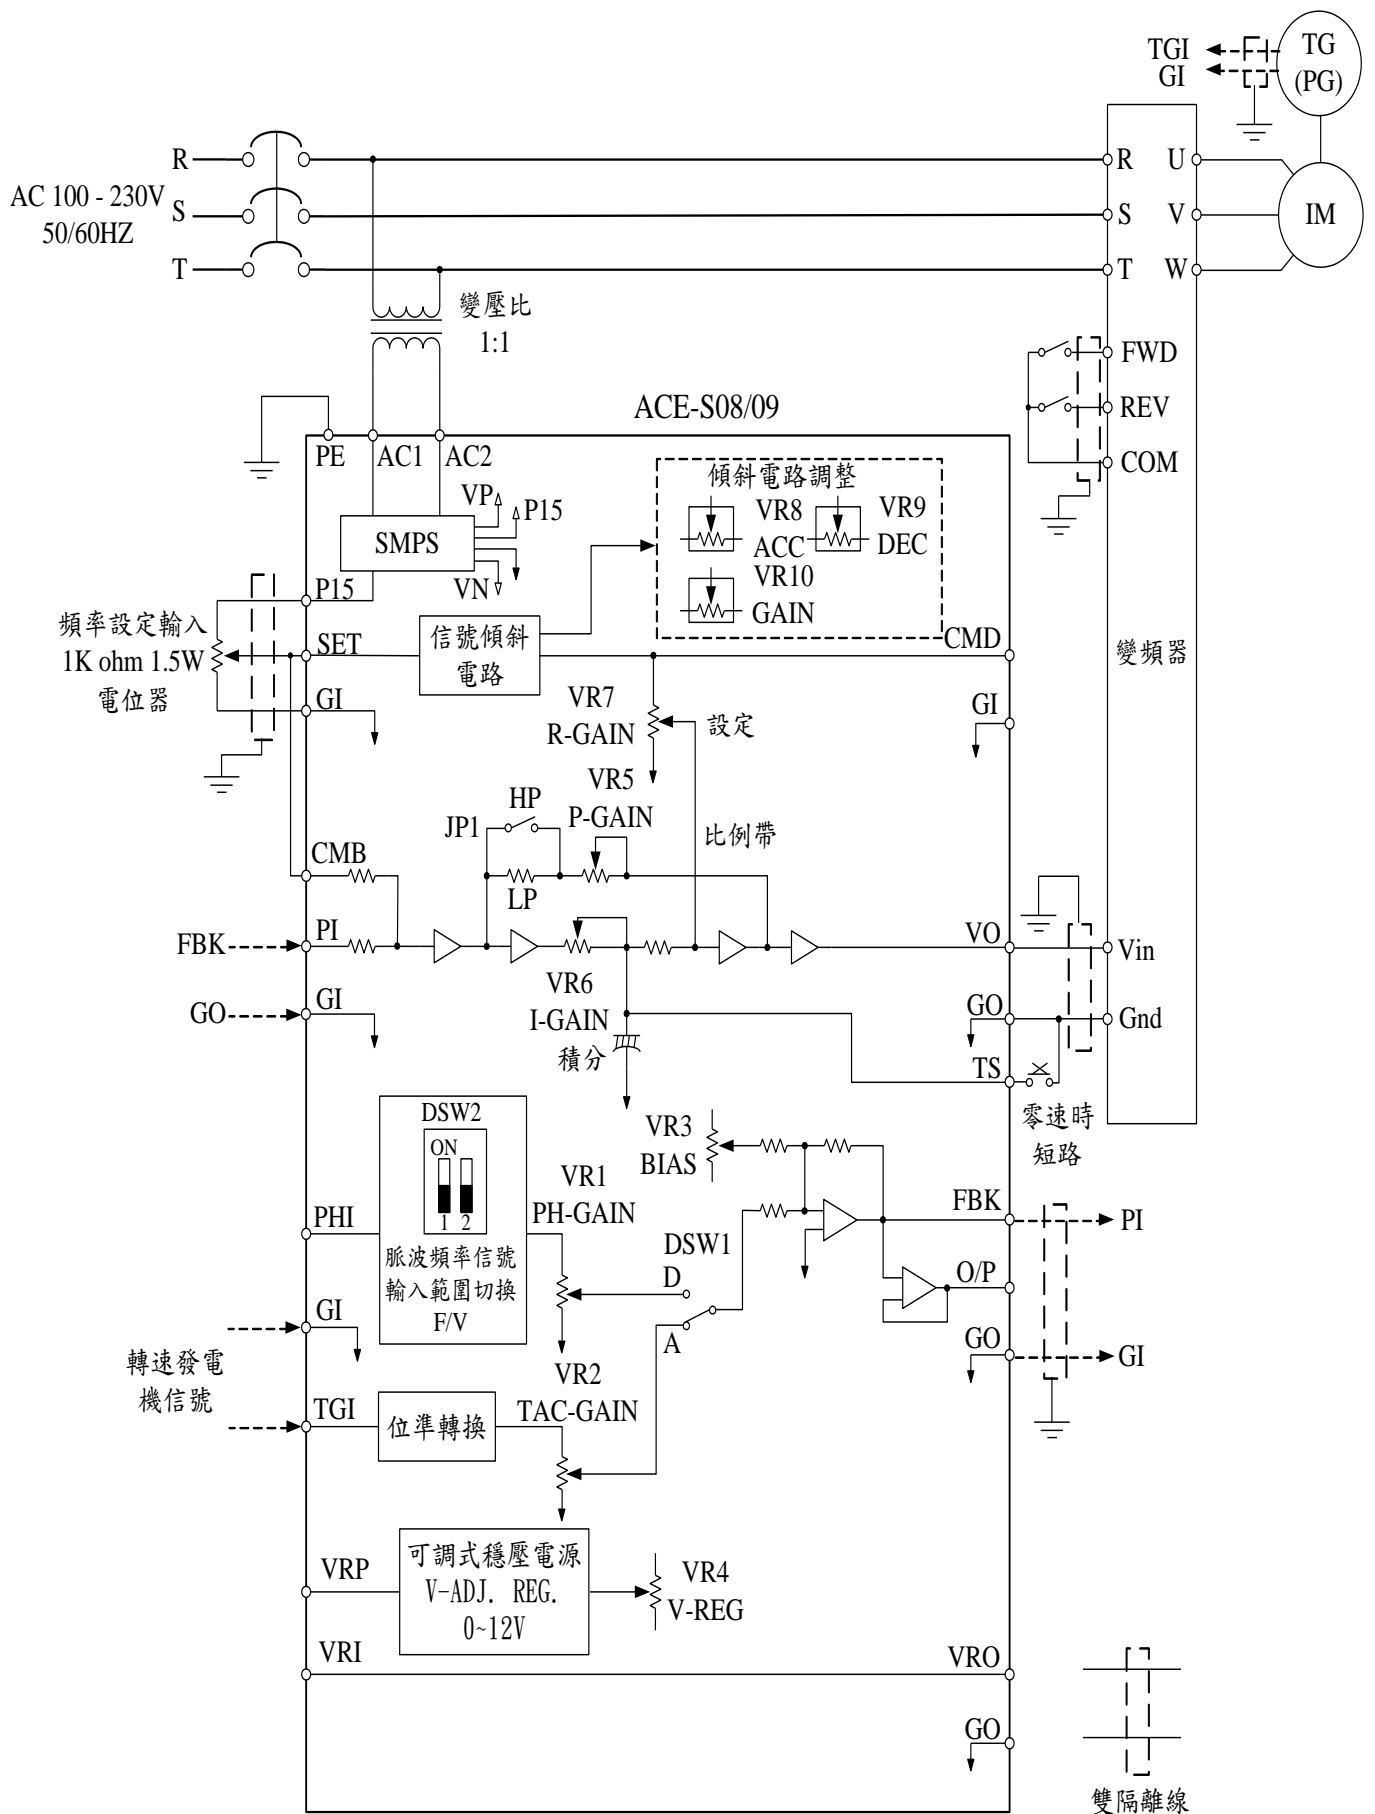 TGI
GI
TG
(PG)
R
AC 100 - 230V
S
50/60HZ
T
R
U
S
V
T
W
IM
變壓比
1:1
FWD
REV
COM
ACE-S08/09
PE
AC1
AC2
VP
P15
SMPS
VN
傾斜電路調整
VR8
ACC
VR9
DEC
VR10
GAIN
P15
頻率設定輸入
1K ohm 1.5W
電位器
SET
信號傾斜
電路
CMD
變頻器
GI
VR7
R-GAIN
設定
GI
VR5
P-GAIN
HP
JP1
比例帶
CMB
LP
FBK
PI
VO
Vin
VR6
I-GAIN
積分
GO
GI
GO
Gnd
TS
零速時
短路
DSW2
ON
1 2
VR3
BIAS
VR1
PH-GAIN
PHI
脈波頻率信號
輸入範圍切換
F/V
DSW1
D
A
FBK
PI
O/P
GI
GO
GI
轉速發電
機信號
VR2
TAC-GAIN
TGI
位準轉換
VRP
可調式穩壓電源
V-ADJ. REG.
0~12V
VR4
V-REG
VRI
VRO
GO
雙隔離線